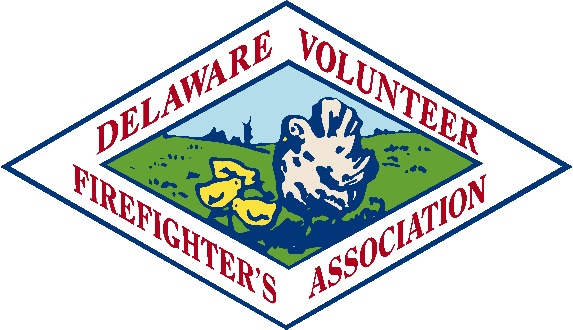 DELAWARE VOLUNTEER
FIREFIGHTER'S ASSOCIATION